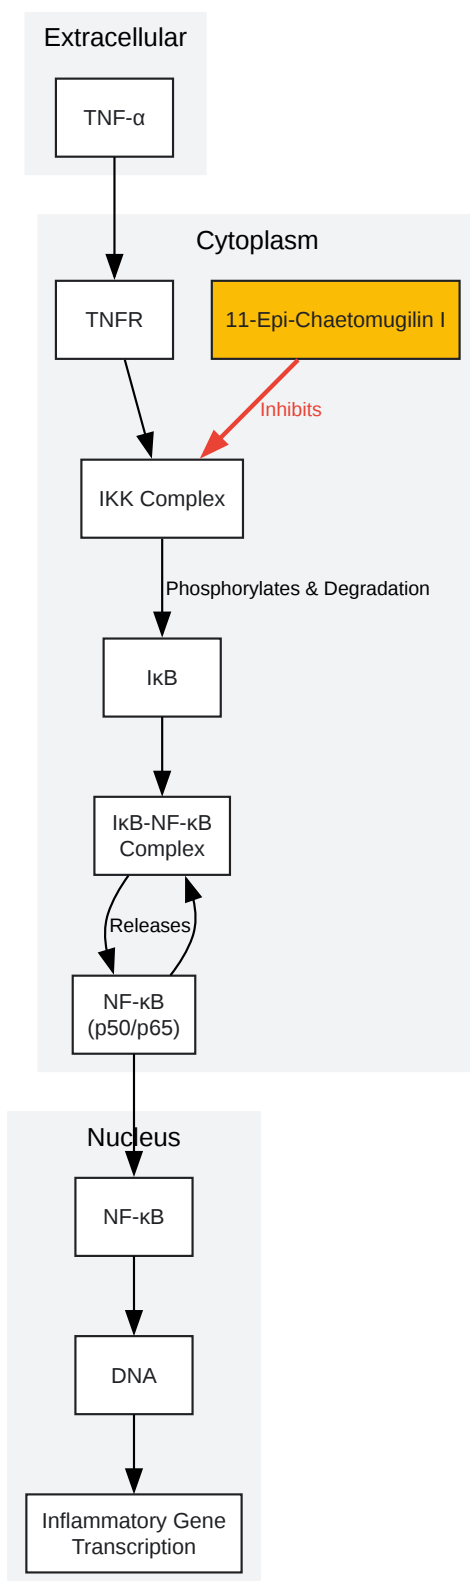 Extracellular
TNF-α
Cytoplasm
TNFR
11-Epi-Chaetomugilin I
Inhibits
IKK Complex
Phosphorylates & Degradation
IκB
IκB-NF-κB
Complex
Releases
NF-κB
(p50/p65)
Nucleus
NF-κB
DNA
Inflammatory Gene
Transcription